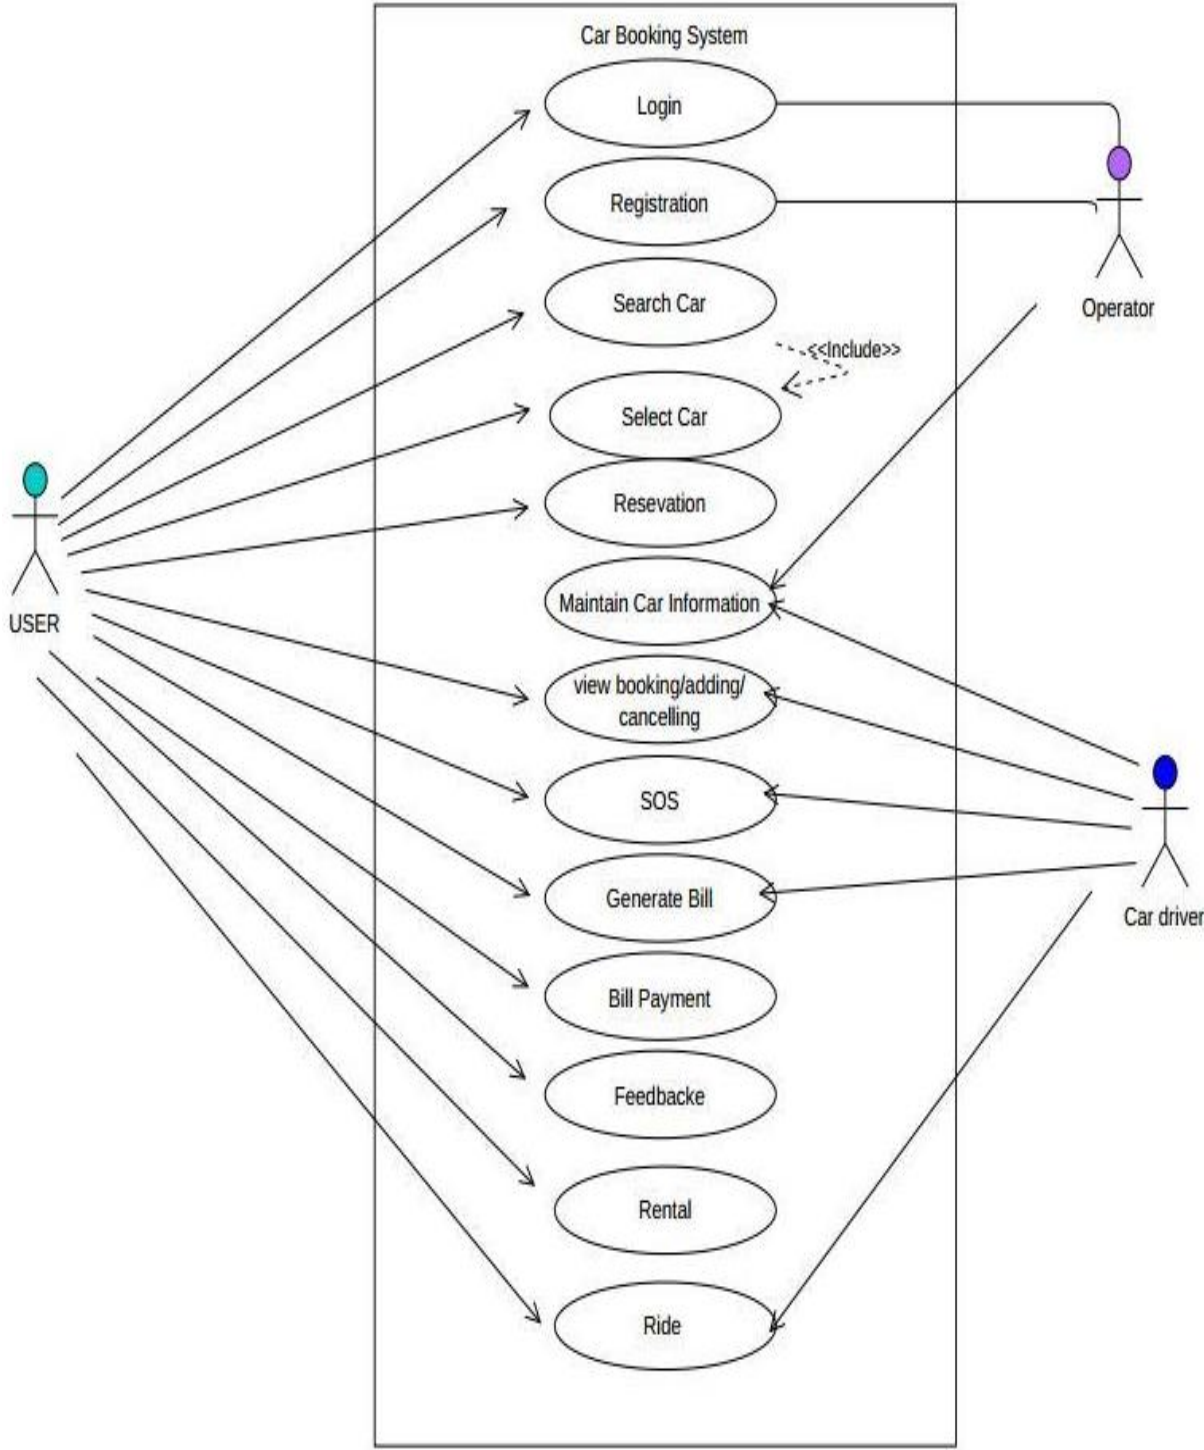 Car Booking System
Login
Registration
Search Car
Operator
<<Include>>
Select Car
Resevation
USER
Maintain Car Information
view booking/adding/
cancelling
SOS
Generate Bill
Car driver
Bill Payment
Feedbacke
Rental
Ride